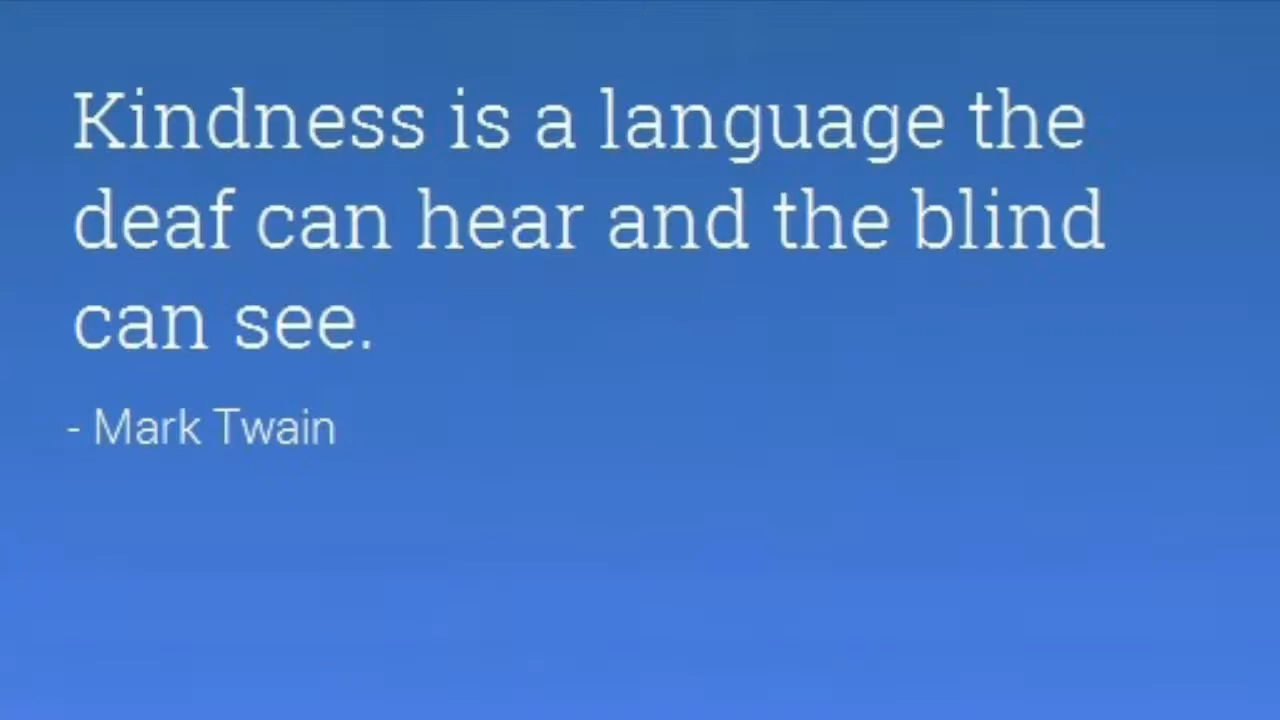 Kindness is a language the
deaf can hear and the blind
can see.
- Mark Twain